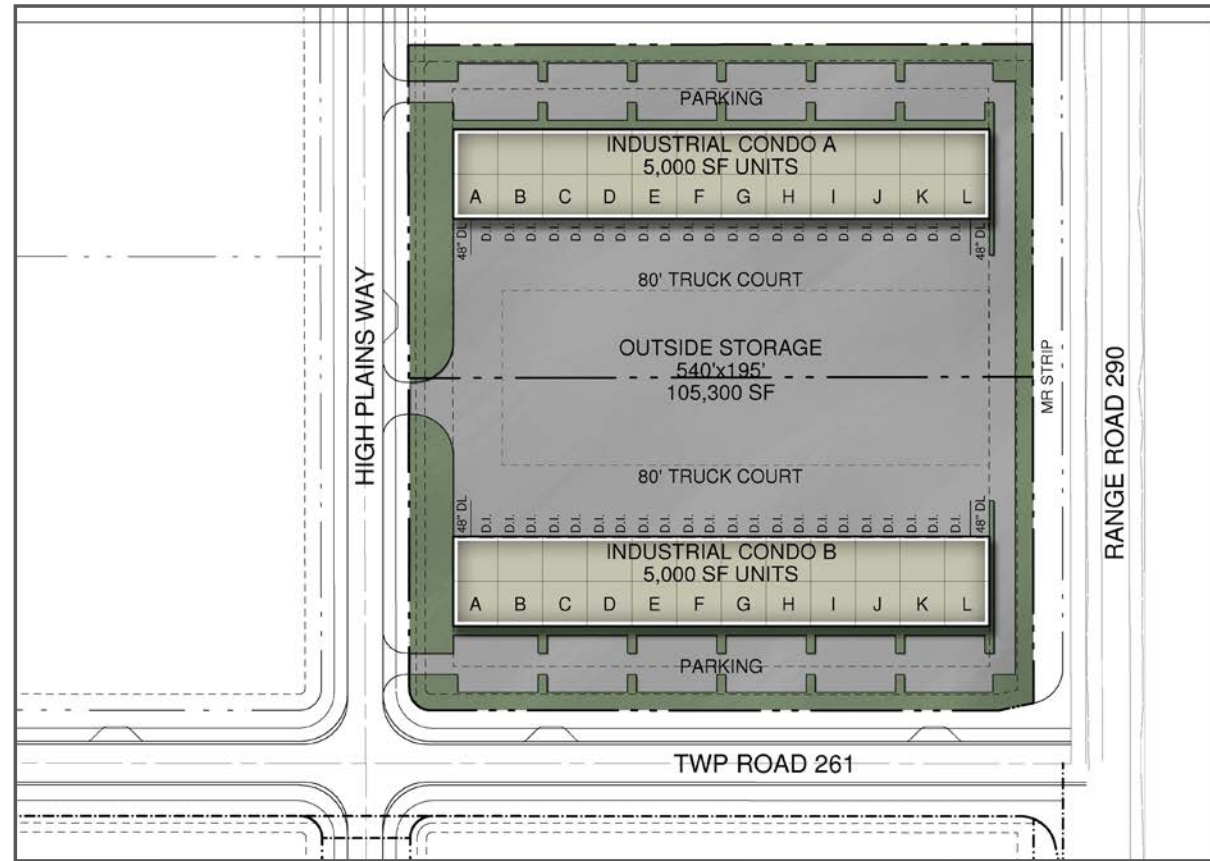 PARKING
INDUSTRIAL CONDO A
5,000 SF UNITS
A B C D E F G H I J K L
48" DL D.I. D.I. D.I. D.I. D.I. D.I. D.I. D.I. D.I. D.I. D.I. D.I. D.I. D.I. D.I. D.I. D.I. D.I. D.I. D.I. D.I. D.I. 48" DL
80' TRUCK COURT
OUTSIDE STORAGE
540'x195'
105,300 SF
80' TRUCK COURT
48" DL D.I. D.I. D.I. D.I. D.I. D.I. D.I. D.I. D.I. D.I. D.I. D.I. D.I. D.I. D.I. D.I. D.I. D.I. D.I. D.I. D.I. D.I. 48" DL
INDUSTRIAL CONDO B
5,000 SF UNITS
A B C D E F G H I J K L
PARKING
HIGH PLAINS WAY
MR STRIP
RANGE ROAD 290
TWP ROAD 261